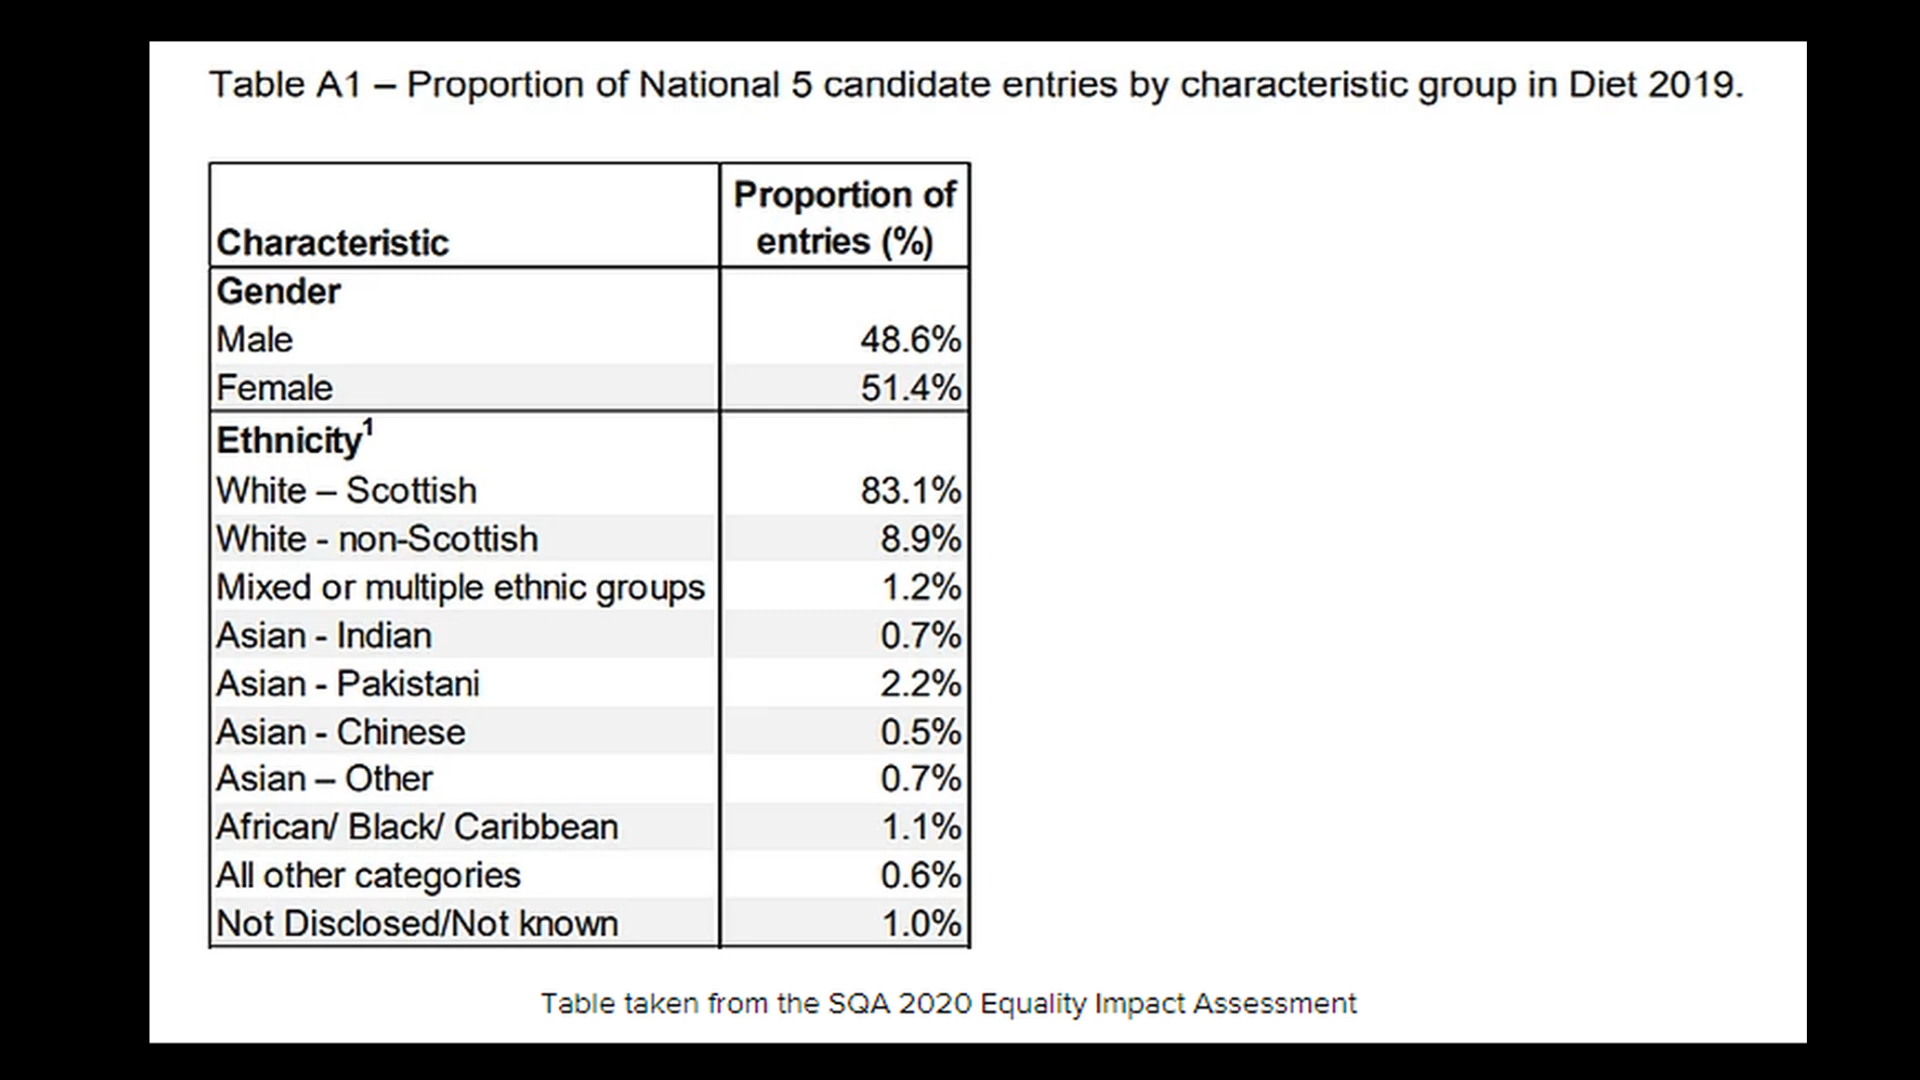 Table A1 – Proportion of National 5 candidate entries by characteristic group in Diet 2019.
Characteristic Proportion of entries (%)
Gender
Male 48.6%
Female 51.4%
Ethnicity¹
White – Scottish 83.1%
White - non-Scottish 8.9%
Mixed or multiple ethnic groups 1.2%
Asian - Indian 0.7%
Asian - Pakistani 2.2%
Asian - Chinese 0.5%
Asian – Other 0.7%
African/ Black/ Caribbean 1.1%
All other categories 0.6%
Not Disclosed/Not known 1.0%
Table taken from the SQA 2020 Equality Impact Assessment